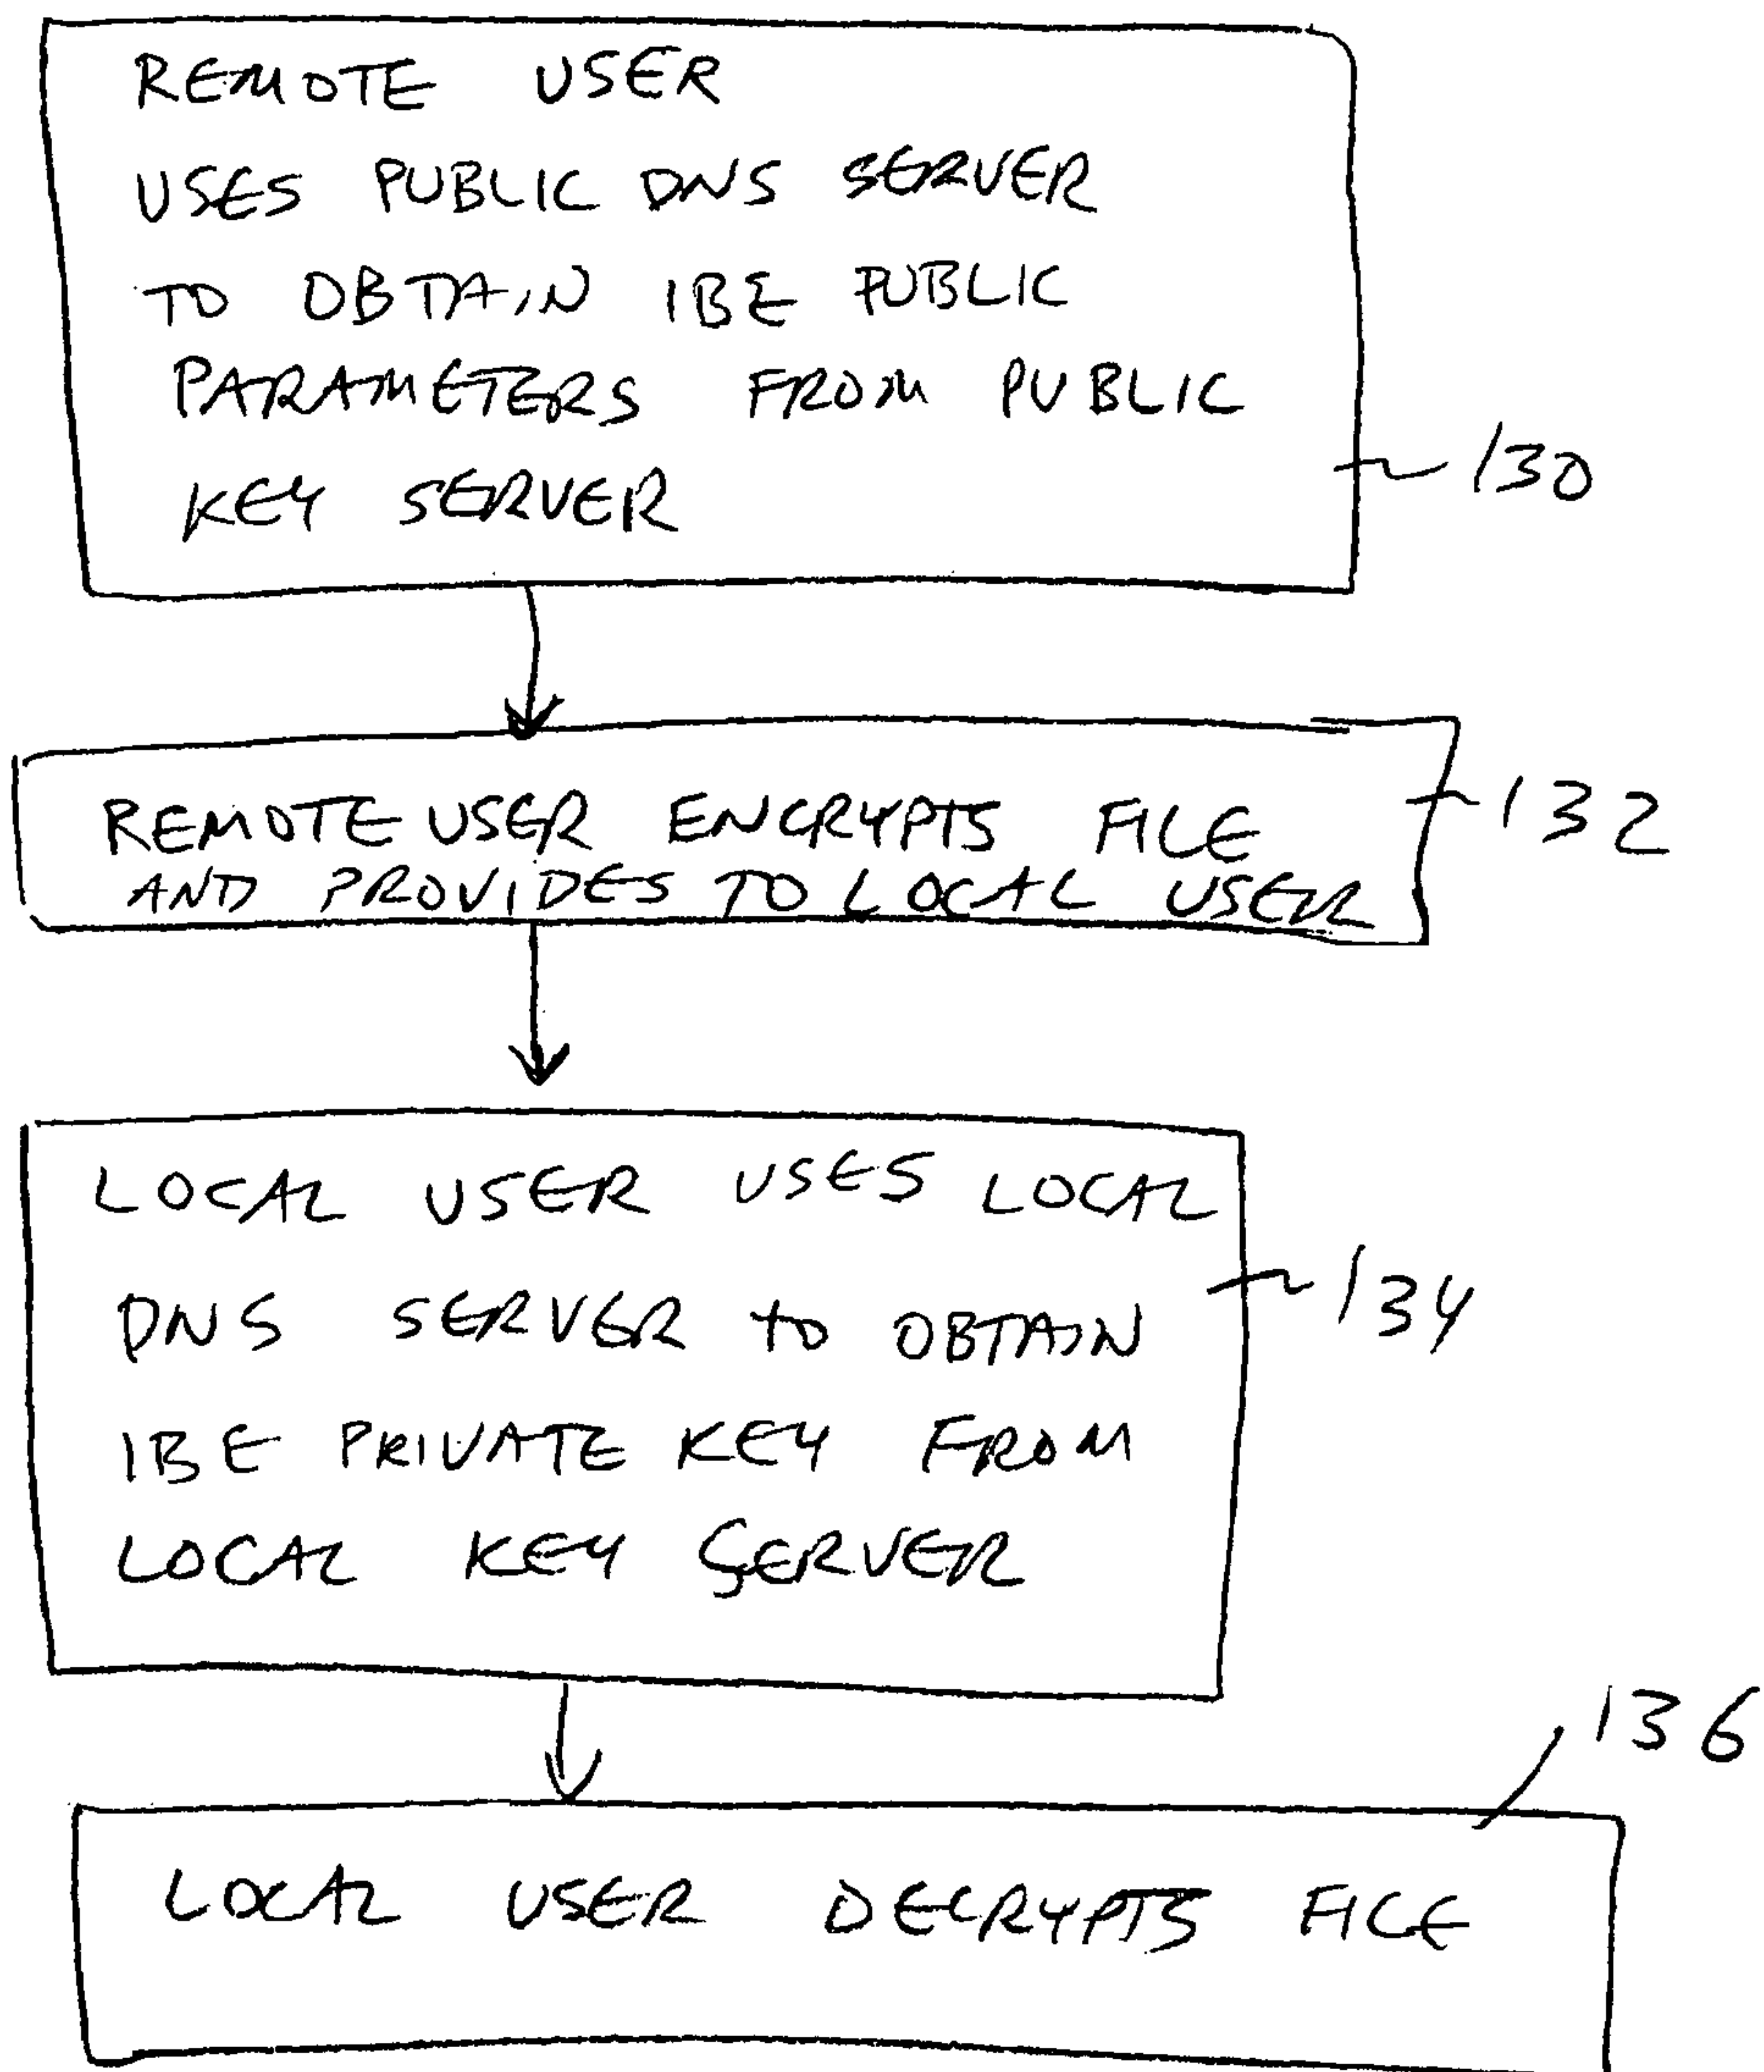 REMOTE USER
USES PUBLIC DNS SERVER
TO OBTAIN IBE PUBLIC
PARAMETERS FROM PUBLIC
KEY SERVER
130
REMOTE USER ENCRYPTS FILE
AND PROVIDES TO LOCAL USER
132
LOCAL USER USES LOCAL
DNS SERVER TO OBTAIN
IBE PRIVATE KEY FROM
LOCAL KEY SERVER
134
136
LOCAL USER DECRYPTS FILE